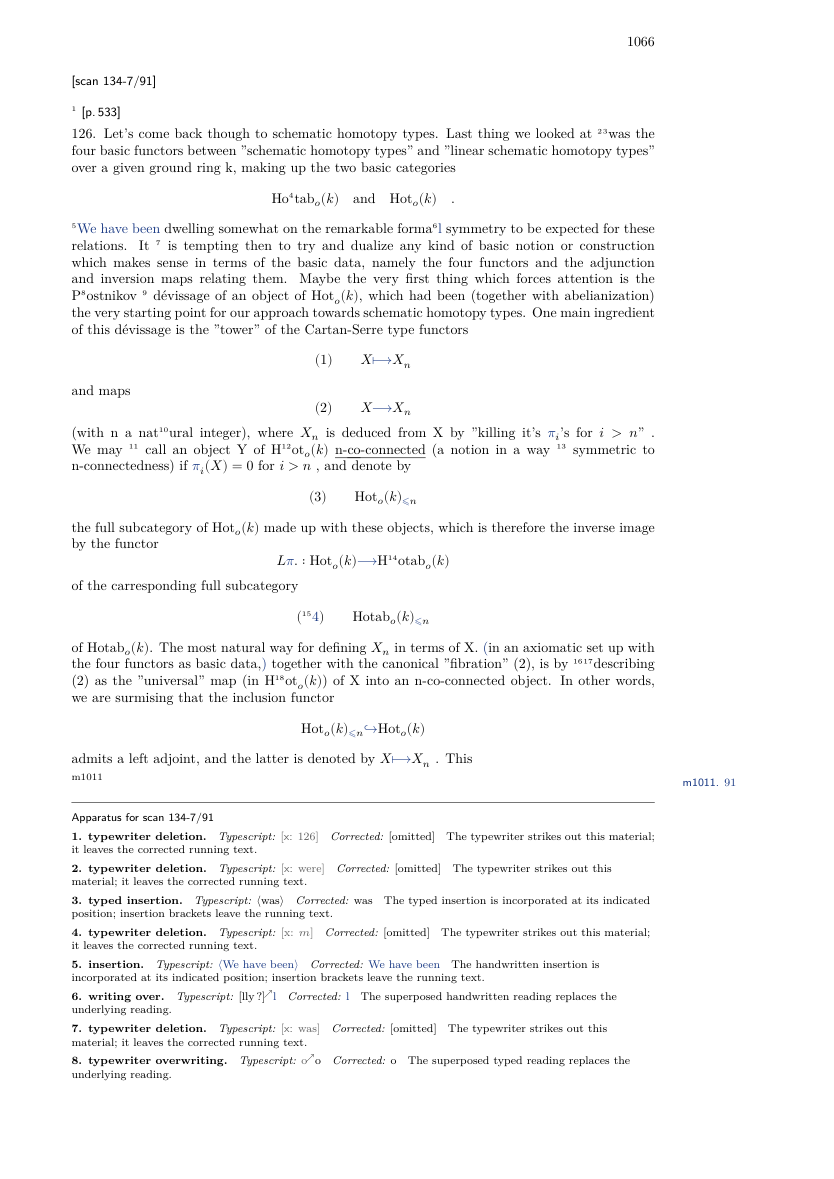 1066
[scan 134-7/91]
¹ [p. 533]
126. Let's come back though to schematic homotopy types. Last thing we looked at ²³was the
four basic functors between ”schematic homotopy types” and ”linear schematic homotopy types”
over a given ground ring k, making up the two basic categories
Ho⁴tabₒ(k) and Hotₒ(k) .
⁵We have been dwelling somewhat on the remarkable forma⁶l symmetry to be expected for these
relations. It ⁷ is tempting then to try and dualize any kind of basic notion or construction
which makes sense in terms of the basic data, namely the four functors and the adjunction
and inversion maps relating them. Maybe the very first thing which forces attention is the
P⁸ostnikov ⁹ dévissage of an object of Hotₒ(k), which had been (together with abelianization)
the very starting point for our approach towards schematic homotopy types. One main ingredient
of this dévissage is the ”tower” of the Cartan-Serre type functors
(1) X⟼Xₙ
and maps
(2) X⟶Xₙ
(with n a nat¹⁰ural integer), where Xₙ is deduced from X by ”killing it's πᵢ's for i > n” .
We may ¹¹ call an object Y of H¹²otₒ(k) n-co-connected (a notion in a way ¹³ symmetric to
n-connectedness) if πᵢ(X) = 0 for i > n , and denote by
(3) Hotₒ(k)⩽ₙ
the full subcategory of Hotₒ(k) made up with these objects, which is therefore the inverse image
by the functor
Lπ. : Hotₒ(k)⟶H¹⁴otabₒ(k)
of the carresponding full subcategory
(¹⁵4) Hotabₒ(k)⩽ₙ
of Hotabₒ(k). The most natural way for defining Xₙ in terms of X. (in an axiomatic set up with
the four functors as basic data,) together with the canonical ”fibration” (2), is by ¹⁶¹⁷describing
(2) as the ”universal” map (in H¹⁸otₒ(k)) of X into an n-co-connected object. In other words,
we are surmising that the inclusion functor
Hotₒ(k)⩽ₙ↪Hotₒ(k)
admits a left adjoint, and the latter is denoted by X⟼Xₙ . This
m1011
m1011. 91
Apparatus for scan 134-7/91
1. typewriter deletion. Typescript: [x: 126] Corrected: [omitted] The typewriter strikes out this material;
it leaves the corrected running text.
2. typewriter deletion. Typescript: [x: were] Corrected: [omitted] The typewriter strikes out this
material; it leaves the corrected running text.
3. typed insertion. Typescript: ⟨was⟩ Corrected: was The typed insertion is incorporated at its indicated
position; insertion brackets leave the running text.
4. typewriter deletion. Typescript: [x: m] Corrected: [omitted] The typewriter strikes out this material;
it leaves the corrected running text.
5. insertion. Typescript: ⟨We have been⟩ Corrected: We have been The handwritten insertion is
incorporated at its indicated position; insertion brackets leave the running text.
6. writing over. Typescript: [lly ?]↗l Corrected: l The superposed handwritten reading replaces the
underlying reading.
7. typewriter deletion. Typescript: [x: was] Corrected: [omitted] The typewriter strikes out this
material; it leaves the corrected running text.
8. typewriter overwriting. Typescript: o↗o Corrected: o The superposed typed reading replaces the
underlying reading.